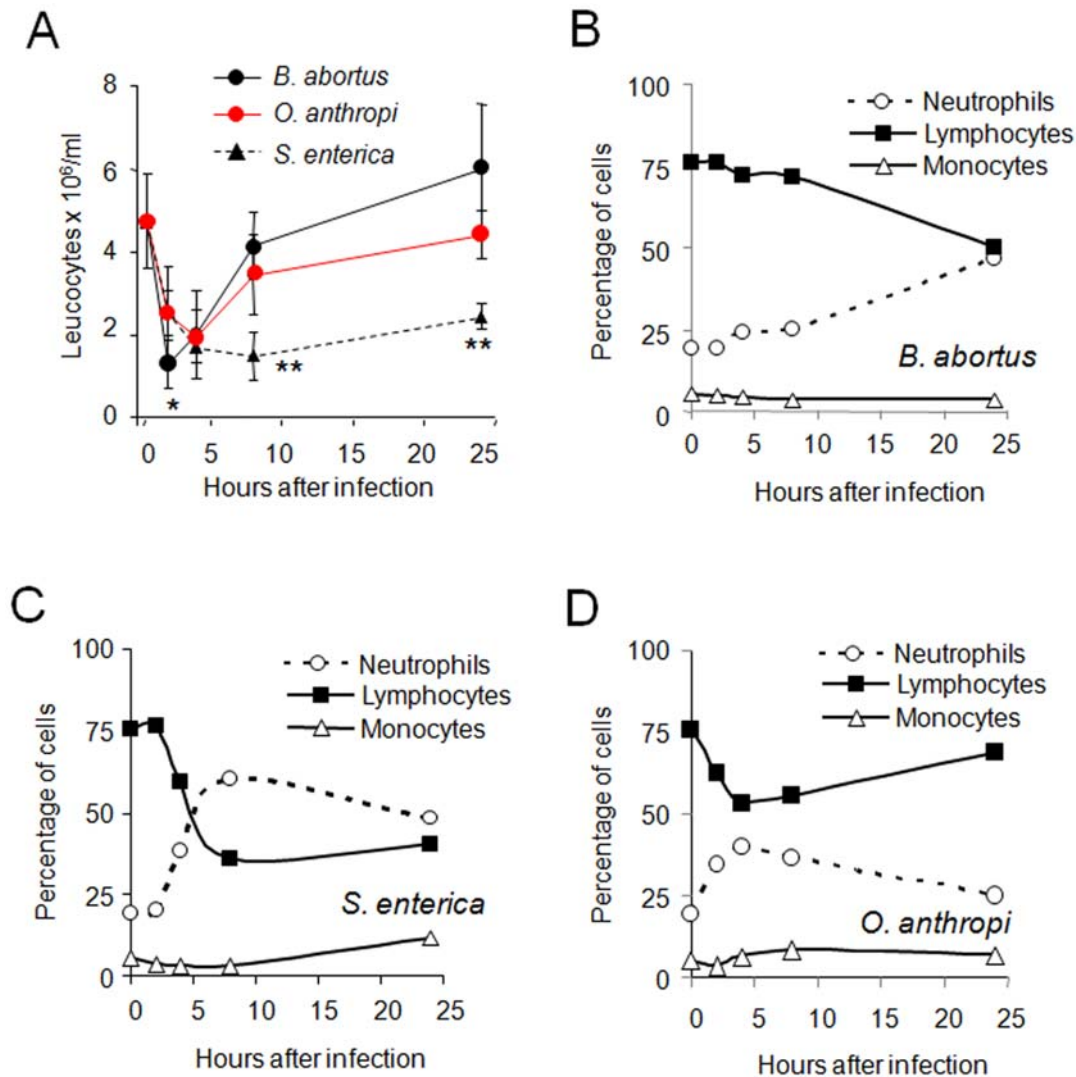 A
B. abortus
O. anthropi
S. enterica
8
6
4
2
0
Leucocytes x 10⁶/ml
*
**
**
0 5 10 15 20 25
Hours after infection
B
Neutrophils
Lymphocytes
Monocytes
100
75
50
25
0
Percentage of cells
B. abortus
0 5 10 15 20 25
Hours after infection
C
Neutrophils
Lymphocytes
Monocytes
100
75
50
25
0
Percentage of cells
S. enterica
0 5 10 15 20 25
Hours after infection
D
Neutrophils
Lymphocytes
Monocytes
100
75
50
25
0
Percentage of cells
O. anthropi
0 5 10 15 20 25
Hours after infection